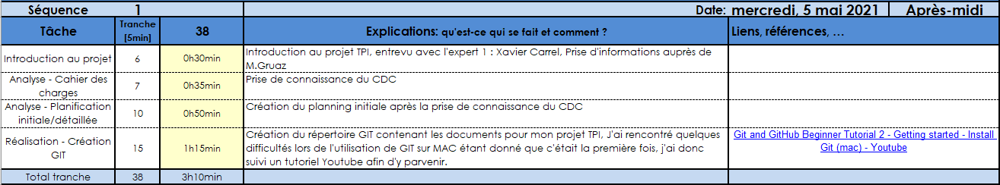 Séquence 1 Date: mercredi, 5 mai 2021 Après-midi
Tâche Tranche [5min] 38 Explications: qu'est-ce qui se fait et comment ? Liens, références, ...
Introduction au projet 6 0h30min Introduction au projet TPI, entrevu avec l'expert 1 : Xavier Carrel, Prise d'informations auprès de
M.Gruaz
Analyse - Cahier des
charges 7 0h35min Prise de connaissance du CDC
Analyse - Planification
initiale/détaillée 10 0h50min Création du planning initiale après la prise de connaissance du CDC
Réalisation - Création
GIT 15 1h15min Création du répertoire GIT contenant les documents pour mon projet TPI, J'ai rencontré quelques
difficultés lors de l'utilisation de GIT sur MAC étant donné que c'était la première fois, j'ai donc
suivi un tutoriel Youtube afin d'y parvenir.
Git and GitHub Beginner Tutorial 2 - Getting started - Install
Git (mac) - Youtube
Total tranche 38 3h10min